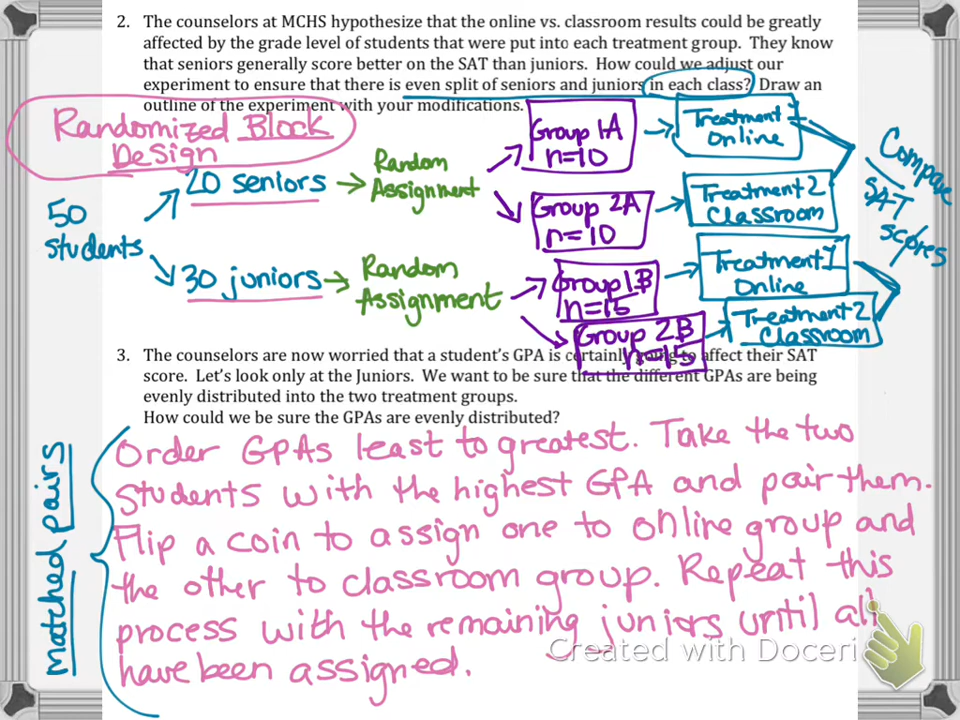 2. The counselors at MCHS hypothesize that the online vs. classroom results could be greatly
affected by the grade level of students that were put into each treatment group. They know
that seniors generally score better on the SAT than juniors. How could we adjust our
experiment to ensure that there is even split of seniors and juniors in each class? Draw an
outline of the experiment with your modifications.
Randomized Block
Design
50
students
20 seniors
Random
Assignment
Group 1A
n=10
Treatment 1
Online
Group 2A
n=10
Treatment 2
Classroom
30 juniors
Random
Assignment
Group 1B
n=15
Treatment 1
Online
Group 2B
n=15
Treatment 2
Classroom
Compare
SAT
scores
3. The counselors are now worried that a student's GPA is certainly going to affect their SAT
score. Let's look only at the Juniors. We want to be sure that the different GPAs are being
evenly distributed into the two treatment groups.
How could we be sure the GPAs are evenly distributed?
matched pairs
Order GPAs least to greatest. Take the two
students with the highest GPA and pair them.
Flip a coin to assign one to online group and
the other to classroom group. Repeat this
process with the remaining juniors until all
have been assigned.
Created with Doceri